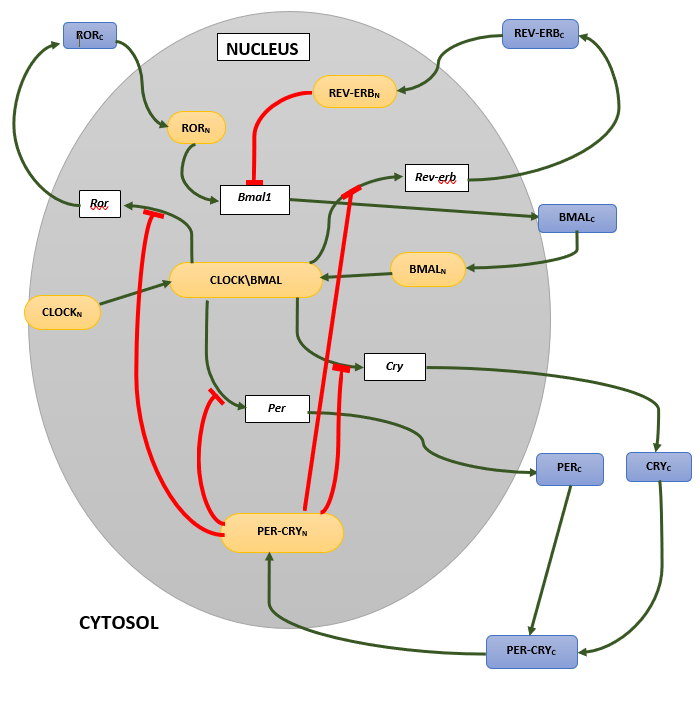 RORC
REV-ERBC
NUCLEUS
REV-ERBN
RORN
Rev-erb
Bmal1
Ror
BMALC
BMALN
CLOCK\BMAL
CLOCKN
Cry
Per
PERC
CRYC
PER-CRYN
CYTOSOL
PER-CRYC